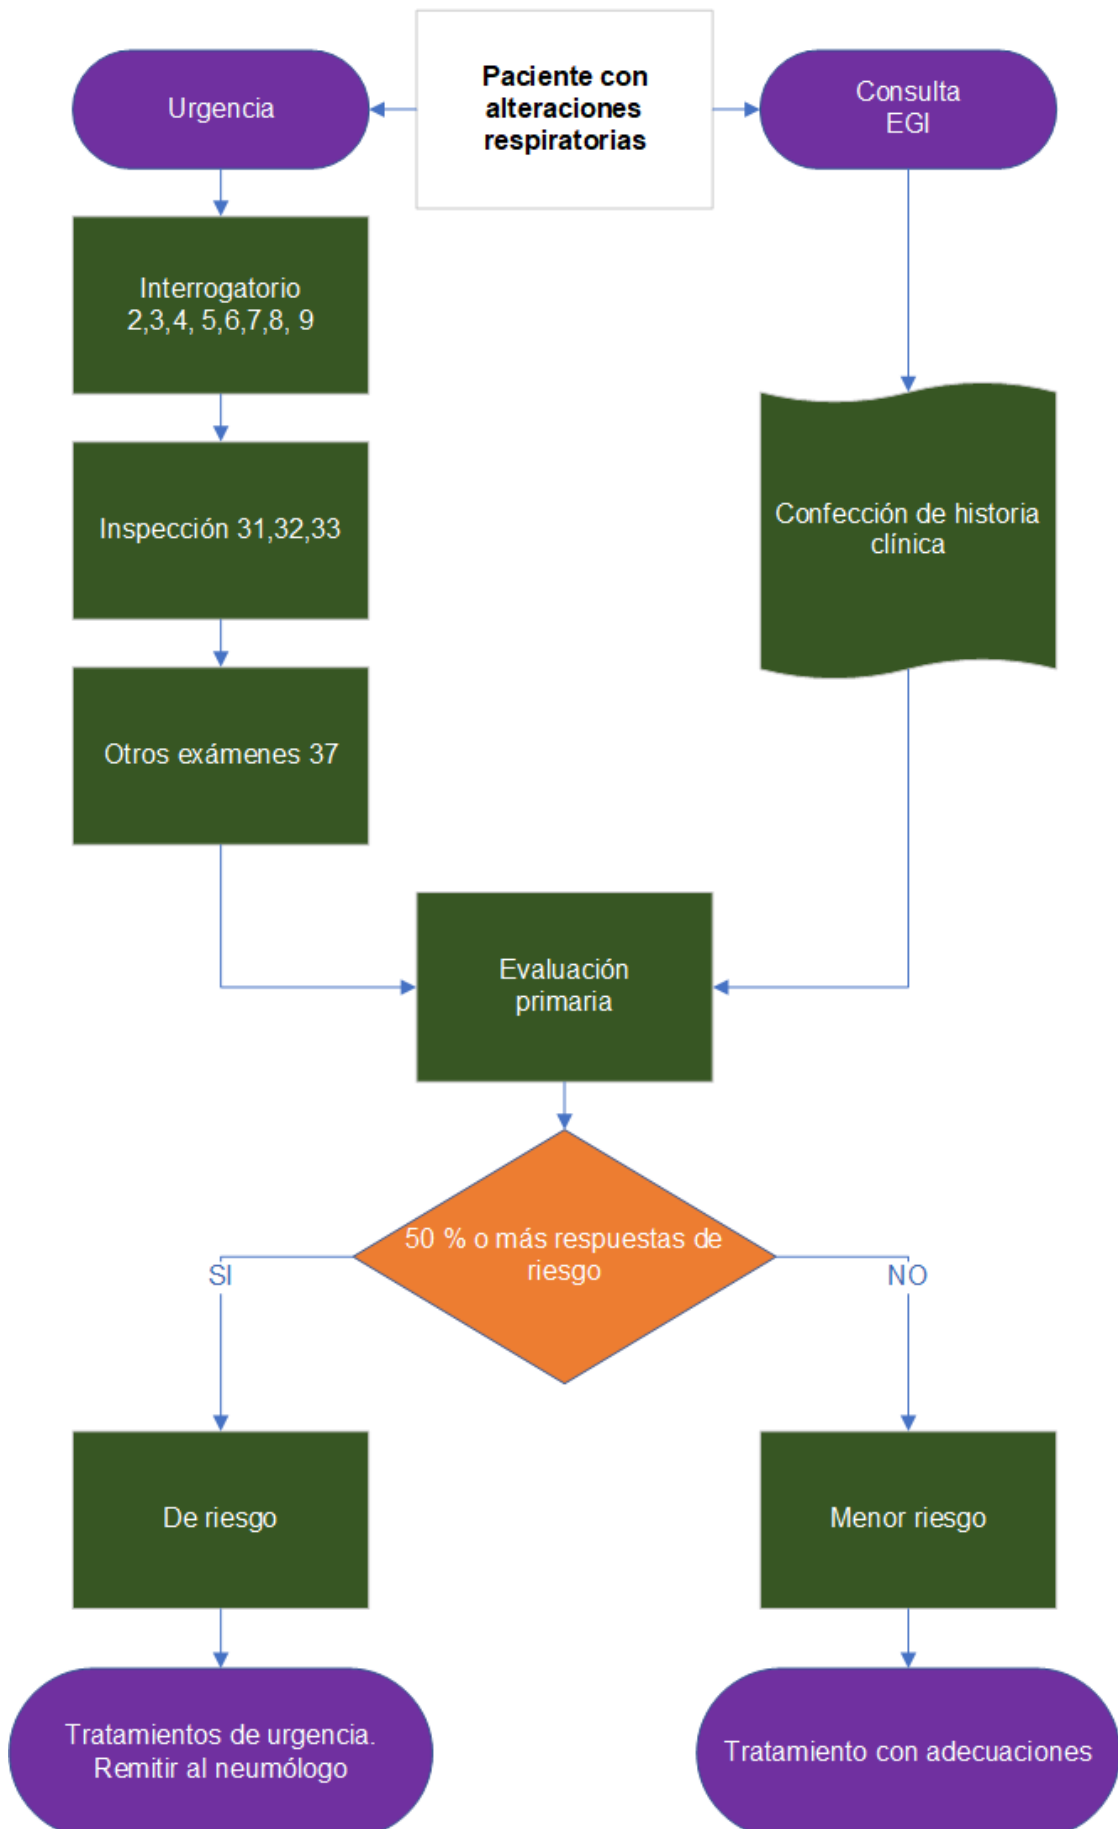 Paciente con
alteraciones
respiratorias
Urgencia
Consulta
EGI
Interrogatorio
2,3,4, 5,6,7,8, 9
Inspección 31,32,33
Confección de historia
clínica
Otros exámenes 37
Evaluación
primaria
50 % o más respuestas de
riesgo
SI
NO
De riesgo
Menor riesgo
Tratamientos de urgencia.
Remitir al neumólogo
Tratamiento con adecuaciones